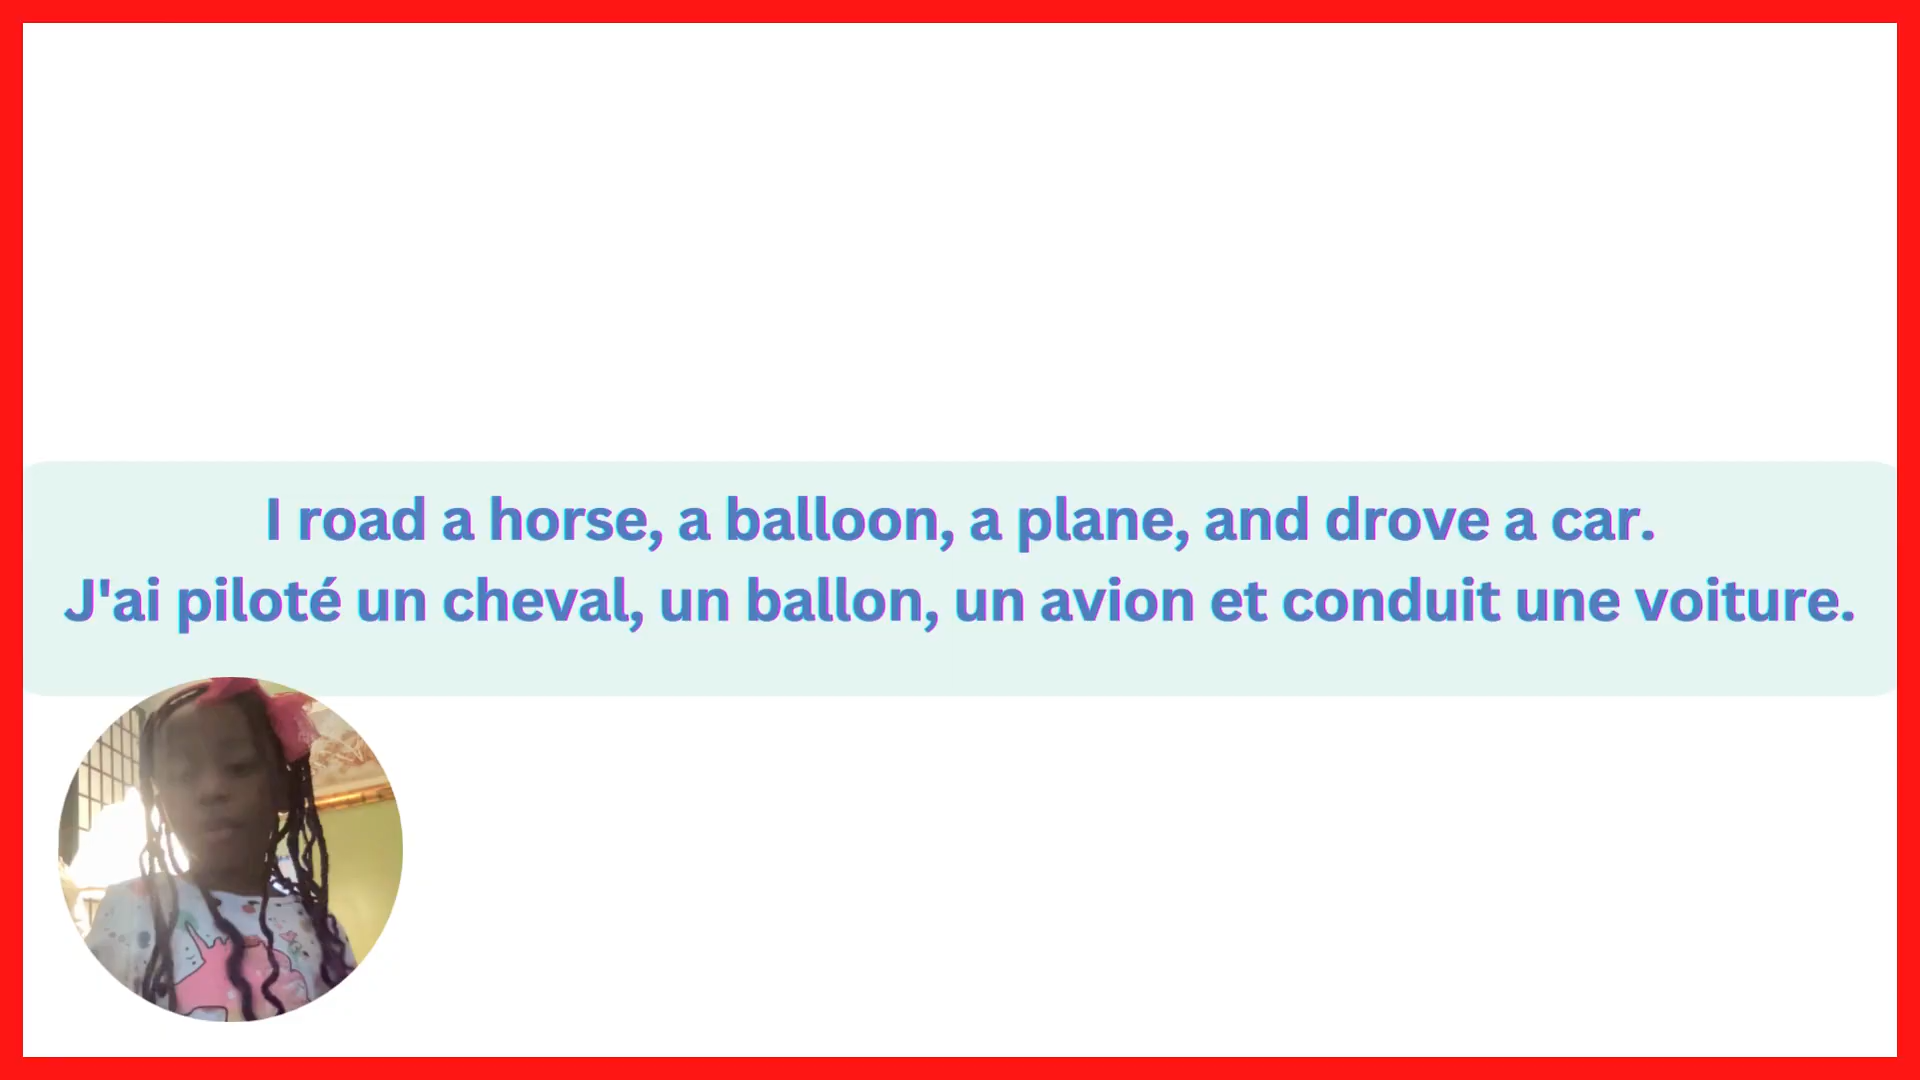 I road a horse, a balloon, a plane, and drove a car.
J'ai piloté un cheval, un ballon, un avion et conduit une voiture.